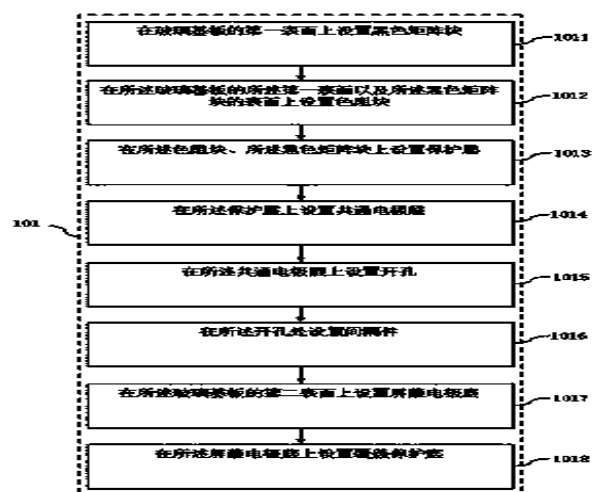 在玻璃基板的第一表面上设置黑色矩阵块
1011
在所述玻璃基板的所述第一表面以及所述黑色矩阵
块的表面上设置色阻块
1012
在所述色阻块、所述黑色矩阵块上设置保护层
1013
101
在所述保护层上设置共通电极层
1014
在所述共通电极层上设置开孔
1015
在所述开孔处设置间隔件
1016
在所述玻璃基板的第二表面上设置屏蔽电极层
1017
在所述屏蔽电极层上设置保护层
1018